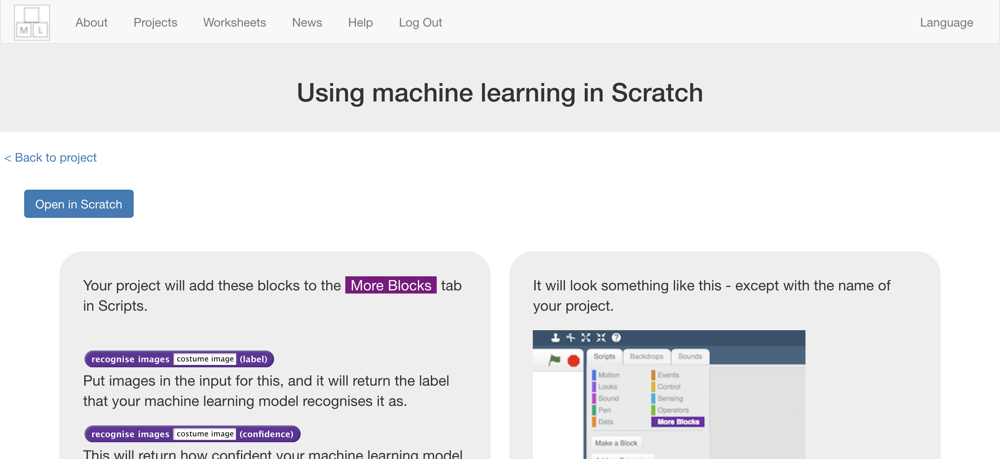 M L
About Projects Worksheets News Help Log Out Language
Using machine learning in Scratch
< Back to project
Open in Scratch
Your project will add these blocks to the More Blocks tab
in Scripts.
recognise images costume image (label)
Put images in the input for this, and it will return the label
that your machine learning model recognises it as.
recognise images costume image (confidence)
This will return how confident your machine learning model
It will look something like this - except with the name of
your project.
Scripts Backdrops Sounds
Motion Events
Looks Control
Sound Sensing
Pen Operators
Data More Blocks
Make a Block
Add an Extension